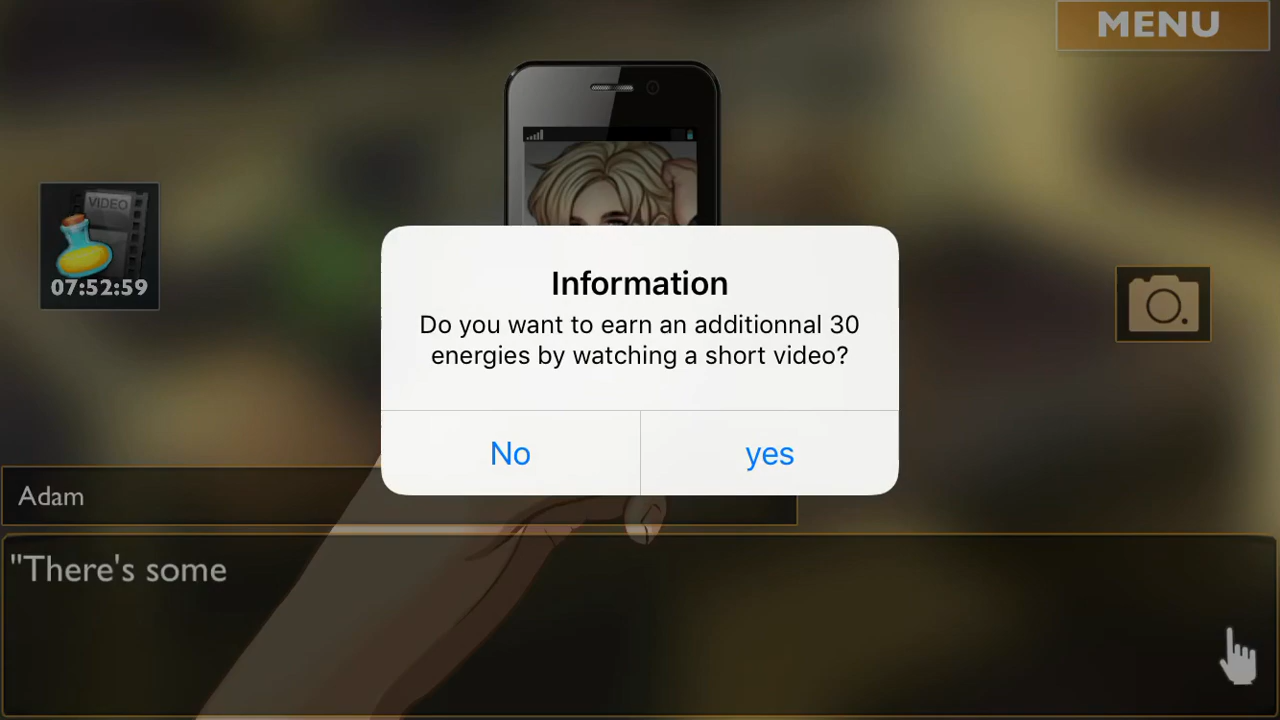 MENU
VIDEO
07:52:59
Information
Do you want to earn an additionnal 30
energies by watching a short video?
No
yes
Adam
"There's some